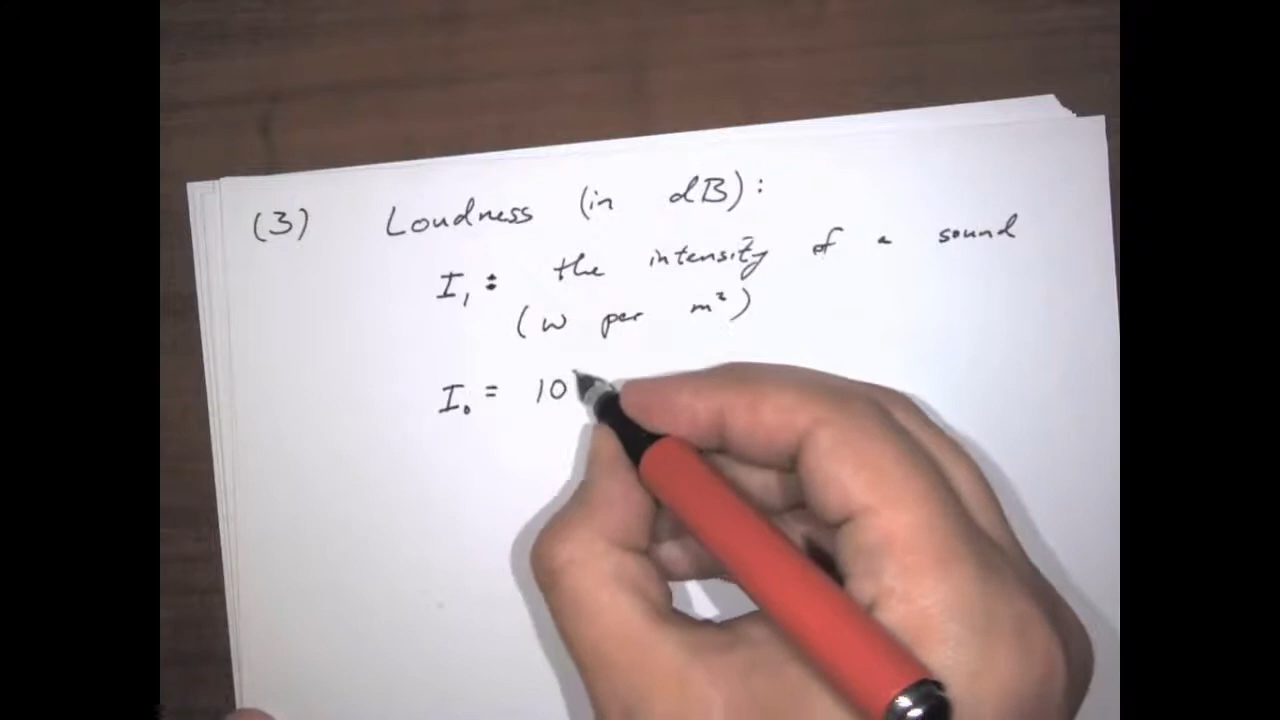 (3) Loudness (in dB):
I₁: the intensity of a sound
(W per m²)
I₀ = 10